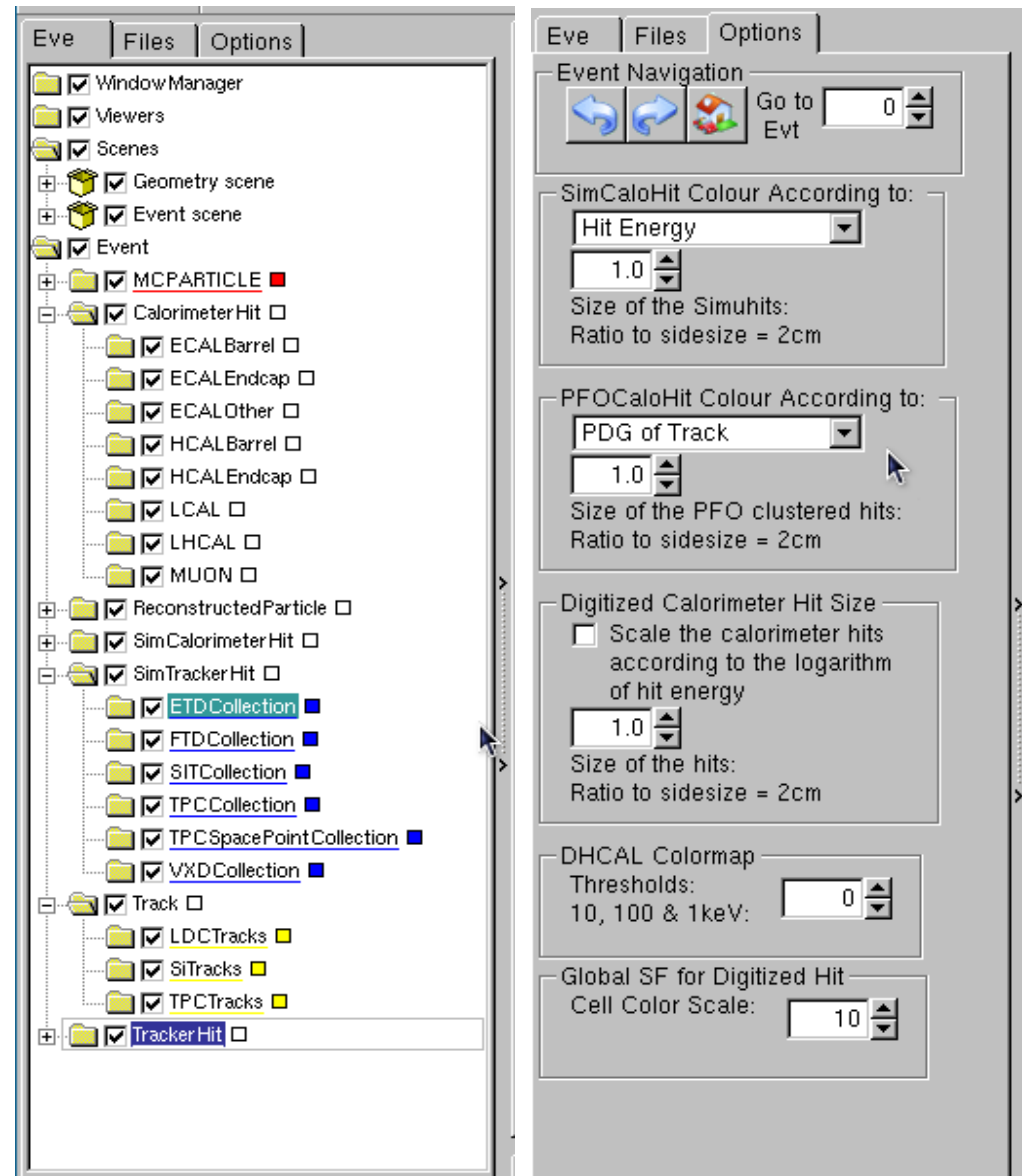 Eve
Files
Options
WindowManager
Viewers
Scenes
Geometry scene
Event scene
Event
MCPARTICLE
CalorimeterHit
ECALBarrel
ECALEndcap
ECALOther
HCALBarrel
HCALEndcap
LCAL
LHCAL
MUON
ReconstructedParticle
SimCalorimeterHit
SimTrackerHit
ETDCollection
FTDCollection
SITCollection
TPCCollection
TPCSpacePointCollection
VXDCollection
Track
LDCTracks
SiTracks
TPCTracks
TrackerHit
Eve
Files
Options
Event Navigation
Go to
Evt
0
SimCaloHit Colour According to:
Hit Energy
1.0
Size of the Simuhits:
Ratio to sidesize = 2cm
PFOCaloHit Colour According to:
PDG of Track
1.0
Size of the PFO clustered hits:
Ratio to sidesize = 2cm
Digitized Calorimeter Hit Size
Scale the calorimeter hits
according to the logarithm
of hit energy
1.0
Size of the hits:
Ratio to sidesize = 2cm
DHCAL Colormap
Thresholds:
10, 100 & 1keV:
0
Global SF for Digitized Hit
Cell Color Scale:
10